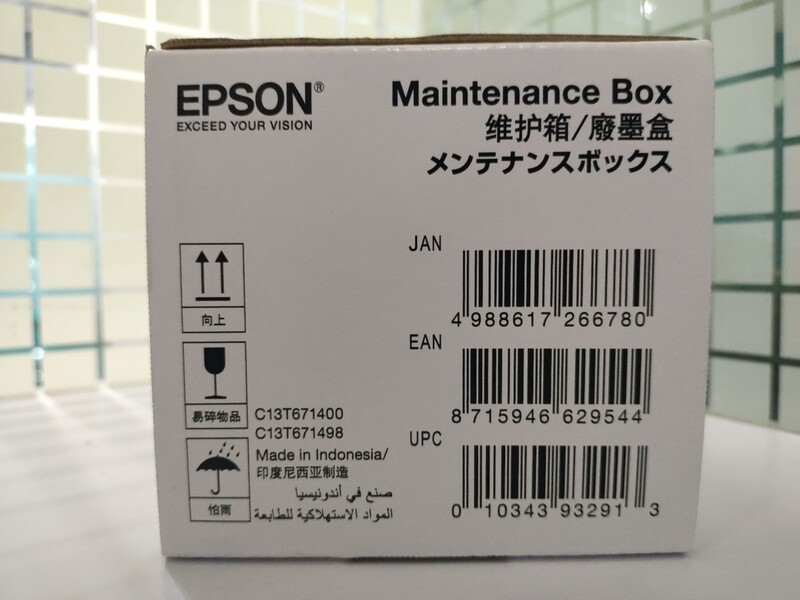 EPSON®
EXCEED YOUR VISION
Maintenance Box
维护箱/廢墨盒
メンテナンスボックス
JAN
4 988617 266780
EAN
8 715946 629544
UPC
0 10343 93291 3
向上
易碎物品
怕雨
C13T671400
C13T671498
Made in Indonesia/
印度尼西亚制造
صنع في أندونيسيا
المواد الاستهلاكية للطابعة